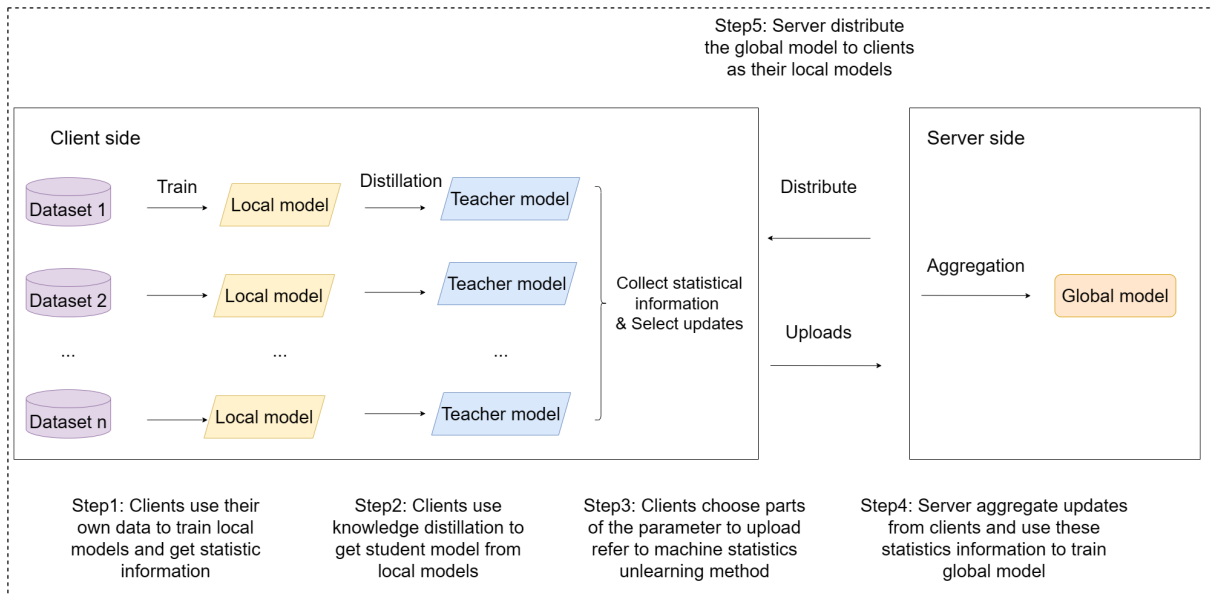 Step5: Server distribute
the global model to clients
as their local models
Client side
Server side
Train
Distillation
Dataset 1
Local model
Teacher model
Dataset 2
Local model
Teacher model
...
...
...
Dataset n
Local model
Teacher model
Collect statistical
information
& Select updates
Distribute
Uploads
Aggregation
Global model
Step1: Clients use their
own data to train local
models and get statistic
information
Step2: Clients use
knowledge distillation to
get student model from
local models
Step3: Clients choose parts
of the parameter to upload
refer to machine statistics
unlearning method
Step4: Server aggregate updates
from clients and use these
statistics information to train
global model